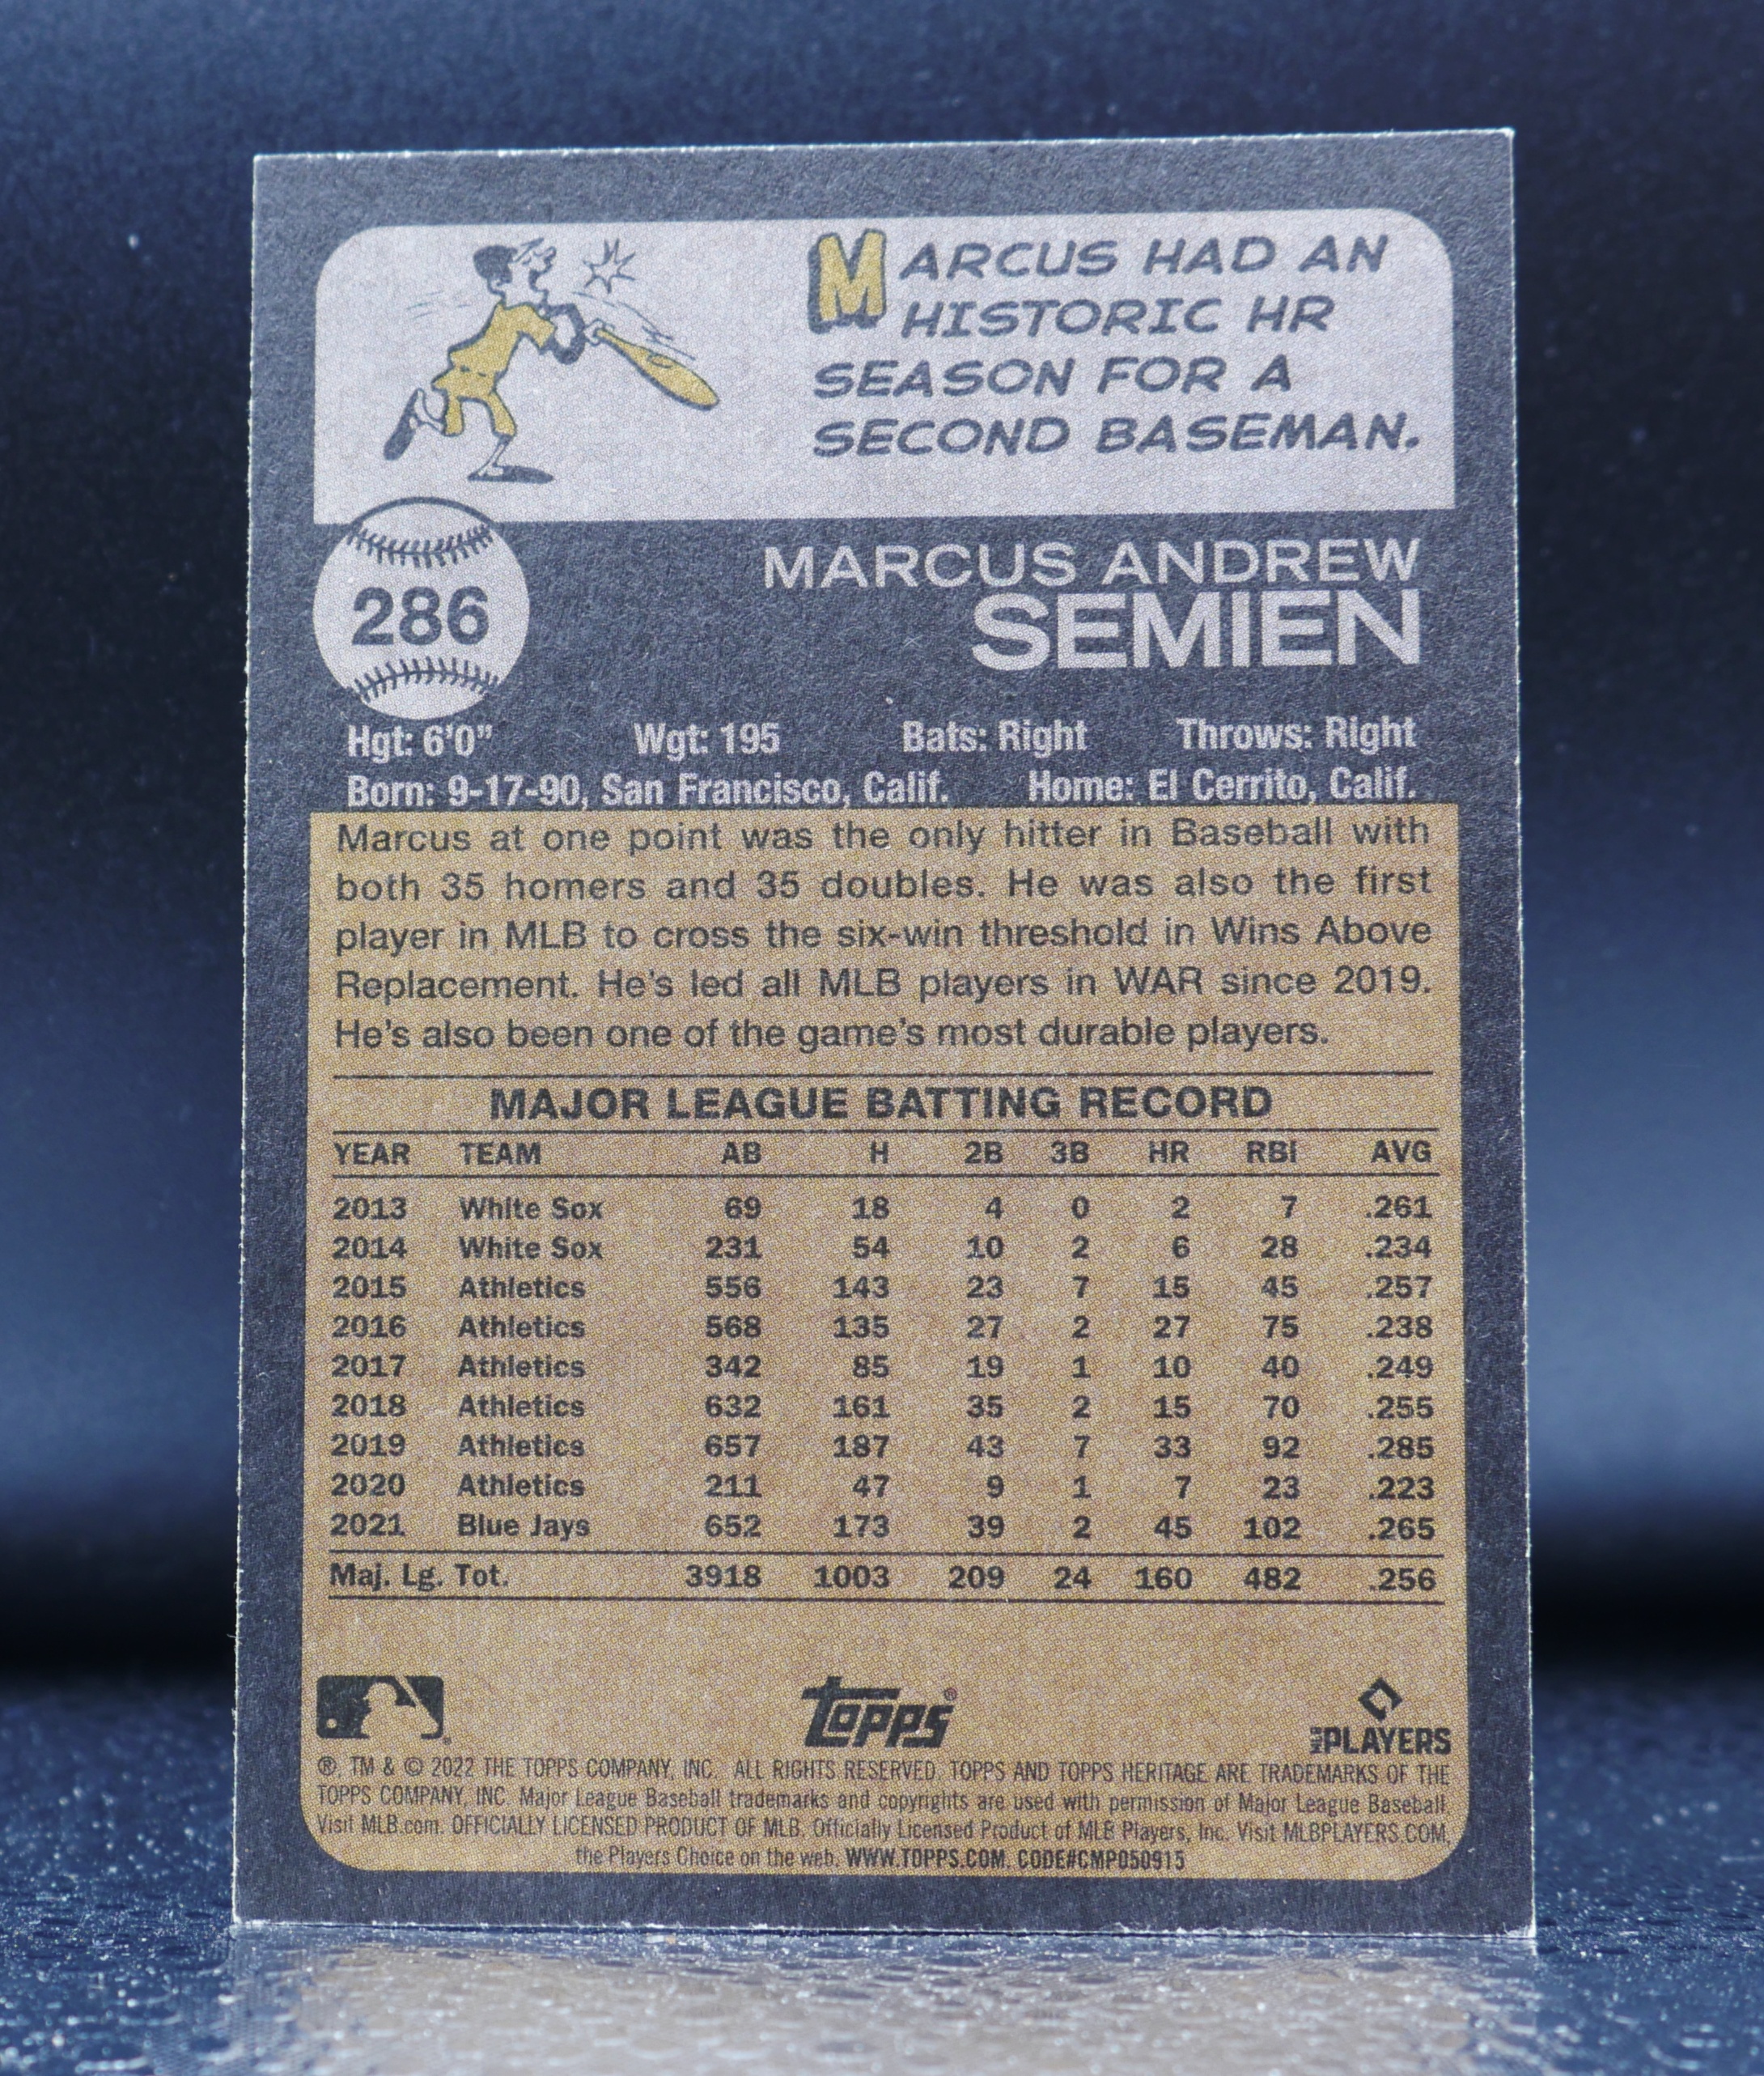 MARCUS HAD AN
HISTORIC HR
SEASON FOR A
SECOND BASEMAN.
286
MARCUS ANDREW
SEMIEN
Hgt: 6'0" Wgt: 195 Bats: Right Throws: Right
Born: 9-17-90, San Francisco, Calif. Home: El Cerrito, Calif.
Marcus at one point was the only hitter in Baseball with
both 35 homers and 35 doubles. He was also the first
player in MLB to cross the six-win threshold in Wins Above
Replacement. He's led all MLB players in WAR since 2019.
He's also been one of the game's most durable players.
MAJOR LEAGUE BATTING RECORD
YEAR TEAM AB H 2B 3B HR RBI AVG
2013 White Sox 69 18 4 0 2 7 .261
2014 White Sox 231 54 10 2 6 28 .234
2015 Athletics 556 143 23 7 15 45 .257
2016 Athletics 568 135 27 2 27 75 .238
2017 Athletics 342 85 19 1 10 40 .249
2018 Athletics 632 161 35 2 15 70 .255
2019 Athletics 657 187 43 7 33 92 .285
2020 Athletics 211 47 9 1 7 23 .223
2021 Blue Jays 652 173 39 2 45 102 .265
Maj. Lg. Tot. 3918 1003 209 24 160 482 .256
topps®
MLB PLAYERS
®, TM & © 2022 THE TOPPS COMPANY, INC. ALL RIGHTS RESERVED. TOPPS AND TOPPS HERITAGE ARE TRADEMARKS OF THE
TOPPS COMPANY, INC. Major League Baseball trademarks and copyrights are used with permission of Major League Baseball.
Visit MLB.com. OFFICIALLY LICENSED PRODUCT OF MLB. Officially Licensed Product of MLB Players, Inc. Visit MLBPLAYERS.COM,
the Players Choice on the web. WWW.TOPPS.COM. CODE#CMP050915